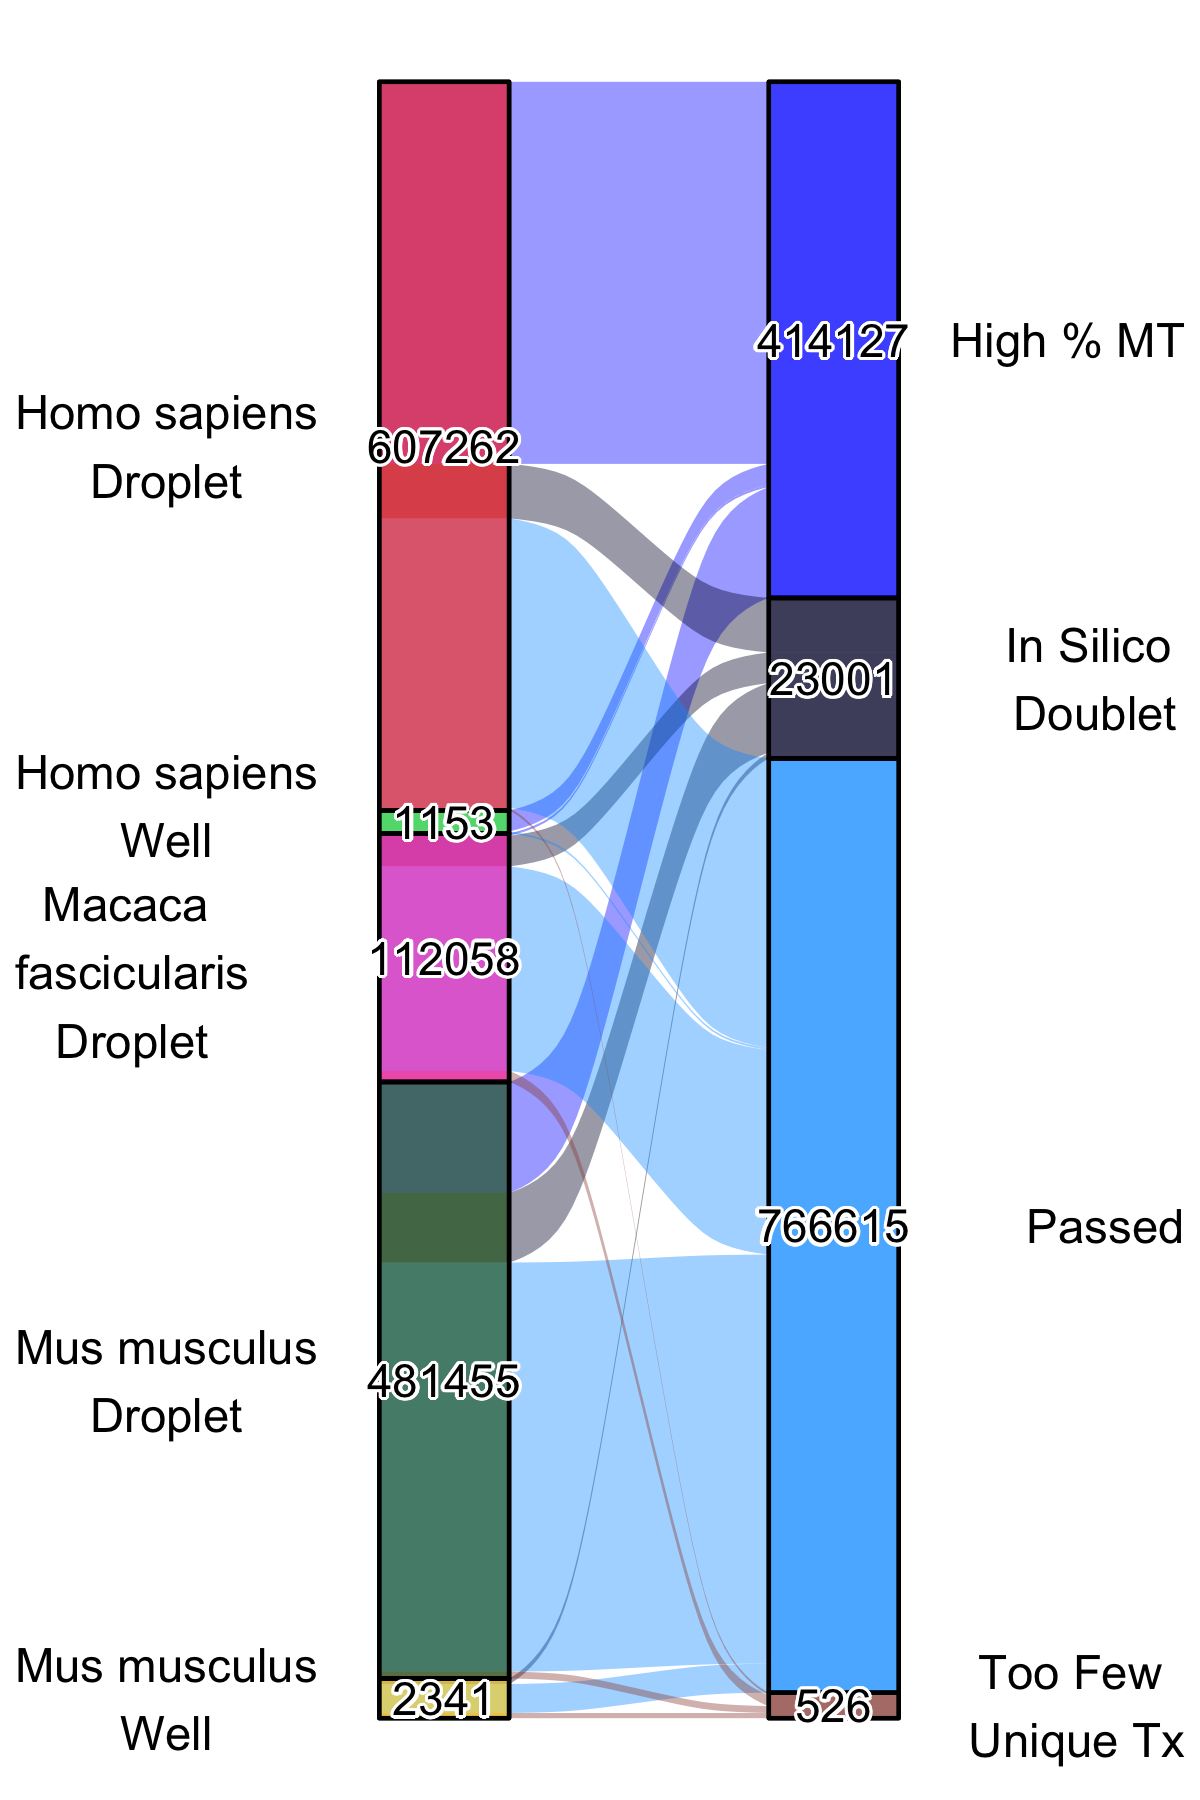 Homo sapiens
Droplet
607262
Homo sapiens
Well
1153
Macaca
fascicularis
Droplet
112058
Mus musculus
Droplet
481455
Mus musculus
Well
2341
414127
High % MT
In Silico
Doublet
23001
766615
Passed
Too Few
Unique Tx
526